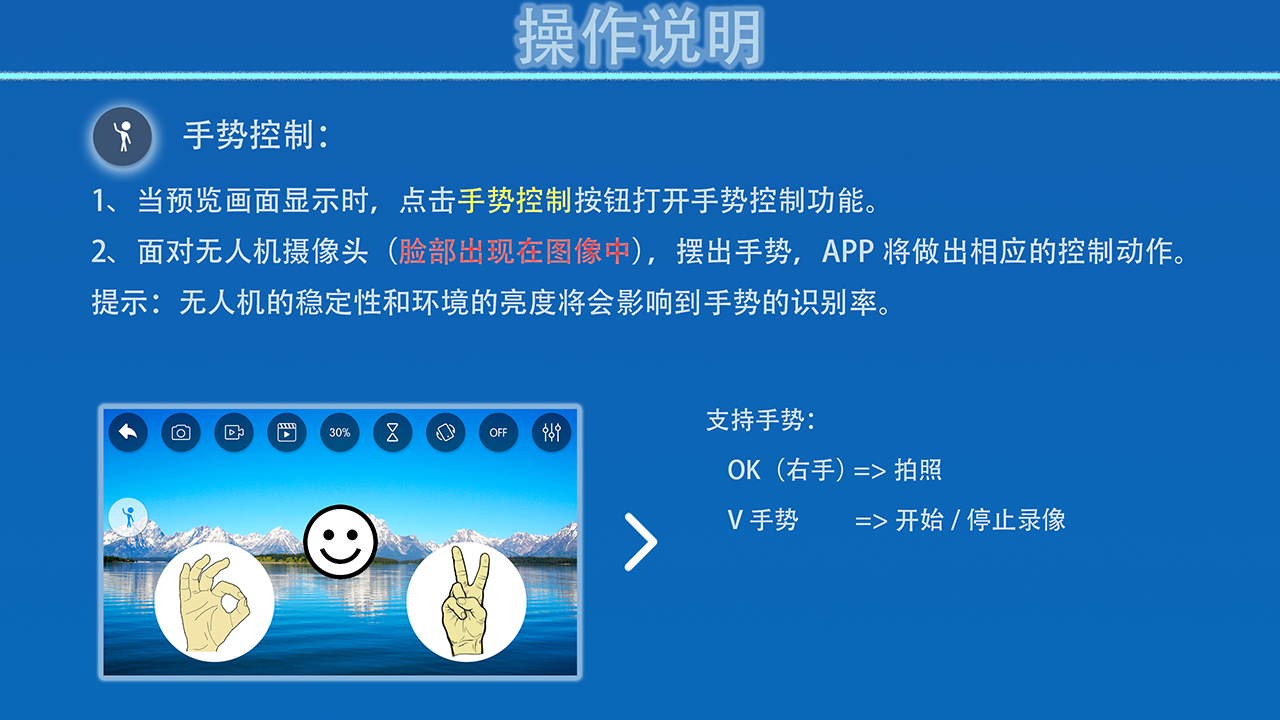 操作说明
手势控制：
1、当预览画面显示时，点击手势控制按钮打开手势控制功能。
2、面对无人机摄像头（脸部出现在图像中），摆出手势，APP 将做出相应的控制动作。
提示：无人机的稳定性和环境的亮度将会影响到手势的识别率。
30% OFF
支持手势：
OK（右手）=> 拍照
V 手势 => 开始 / 停止录像